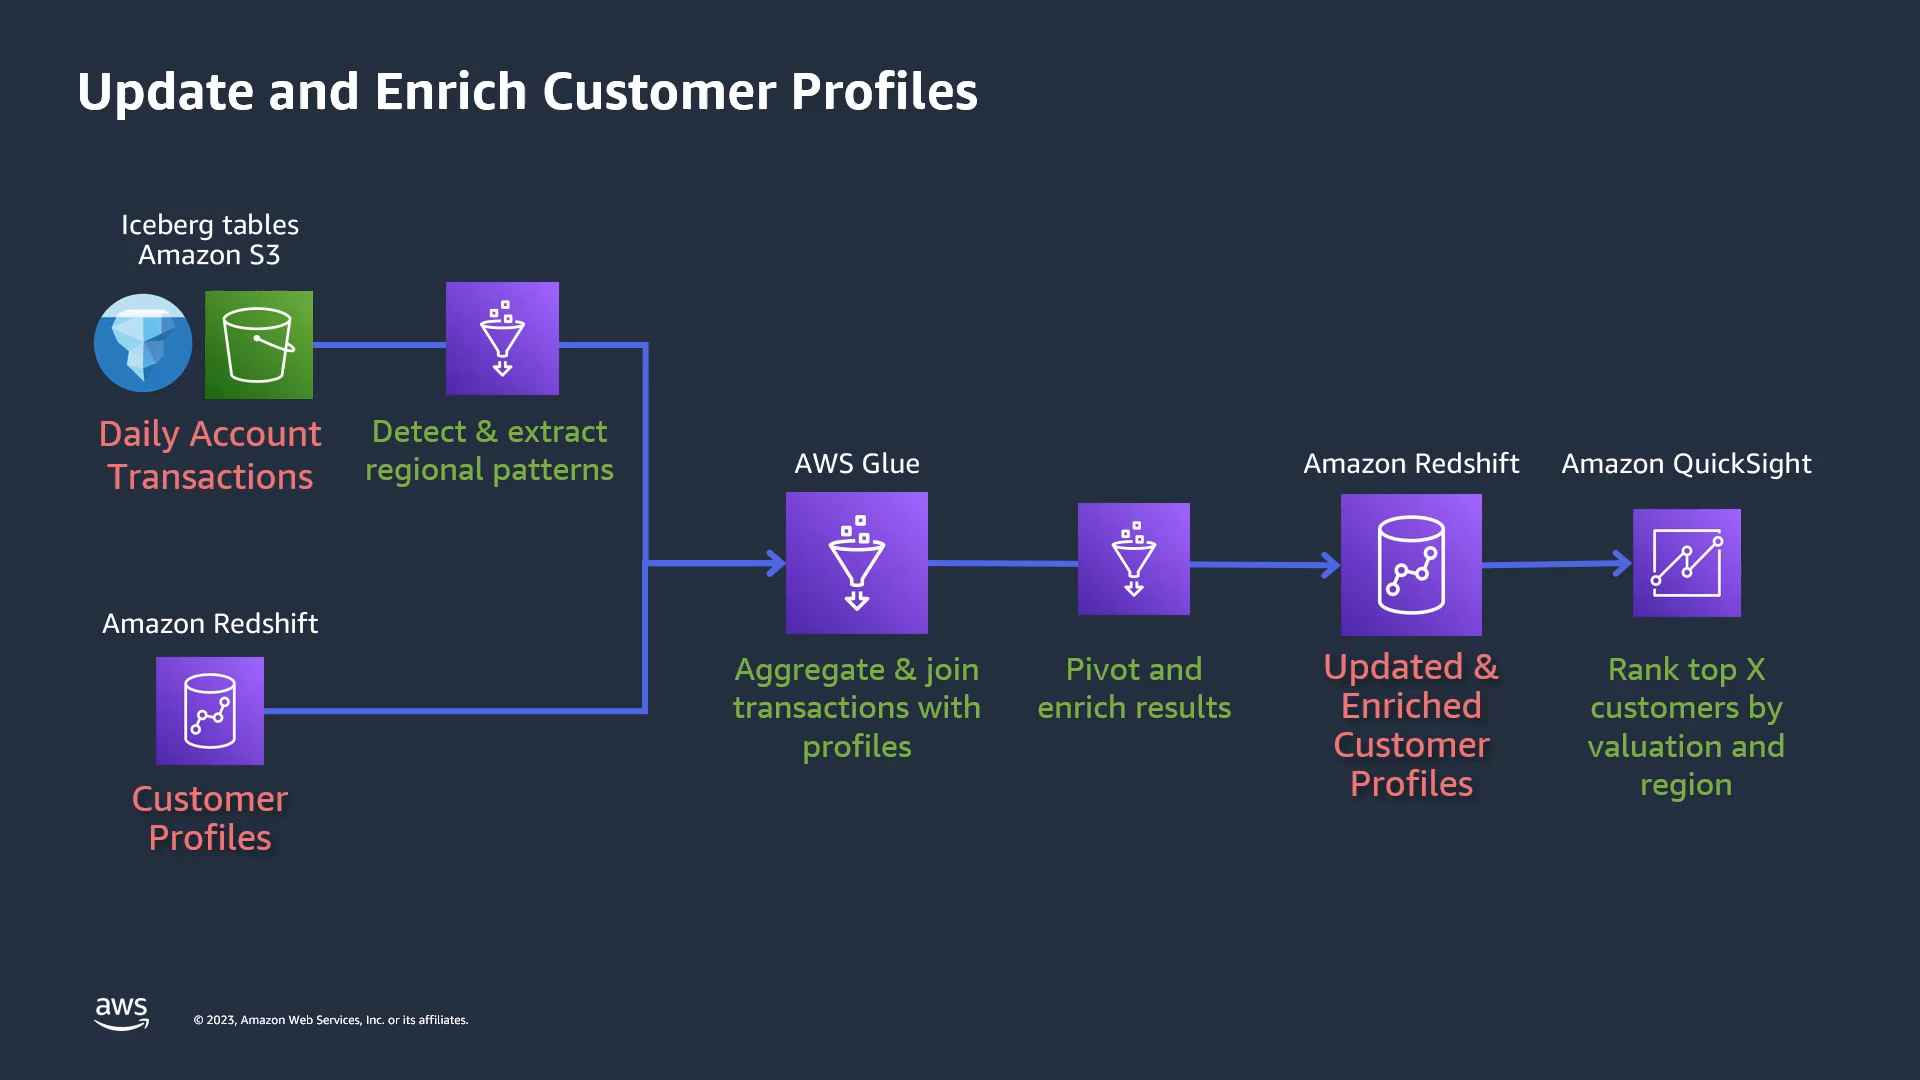 Update and Enrich Customer Profiles
Iceberg tables
Amazon S3
Daily Account
Transactions
Detect & extract
regional patterns
Amazon Redshift
Customer
Profiles
AWS Glue
Aggregate & join
transactions with
profiles
Pivot and
enrich results
Amazon Redshift
Updated &
Enriched
Customer
Profiles
Amazon QuickSight
Rank top X
customers by
valuation and
region
aws
© 2023, Amazon Web Services, Inc. or its affiliates.